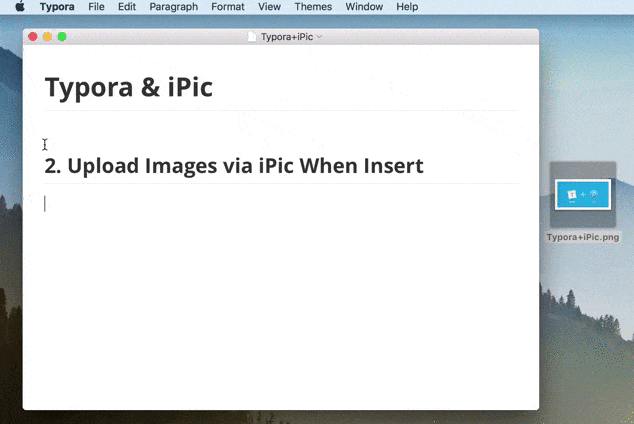 Typora File Edit Paragraph Format View Themes Window Help
Typora+iPic
Typora & iPic
2. Upload Images via iPic When Insert
Typora+iPic.png